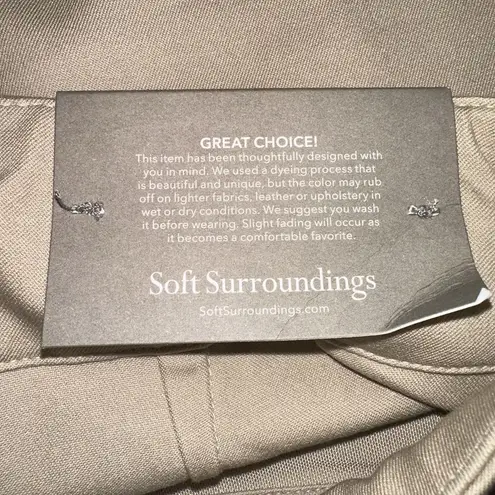 GREAT CHOICE!
This item has been thoughtfully designed with
you in mind. We used a dyeing process that
is beautiful and unique, but the color may rub
off on lighter fabrics, leather or upholstery in
wet or dry conditions. We suggest you wash
it before wearing. Slight fading will occur as
it becomes a comfortable favorite.
Soft Surroundings
SoftSurroundings.com